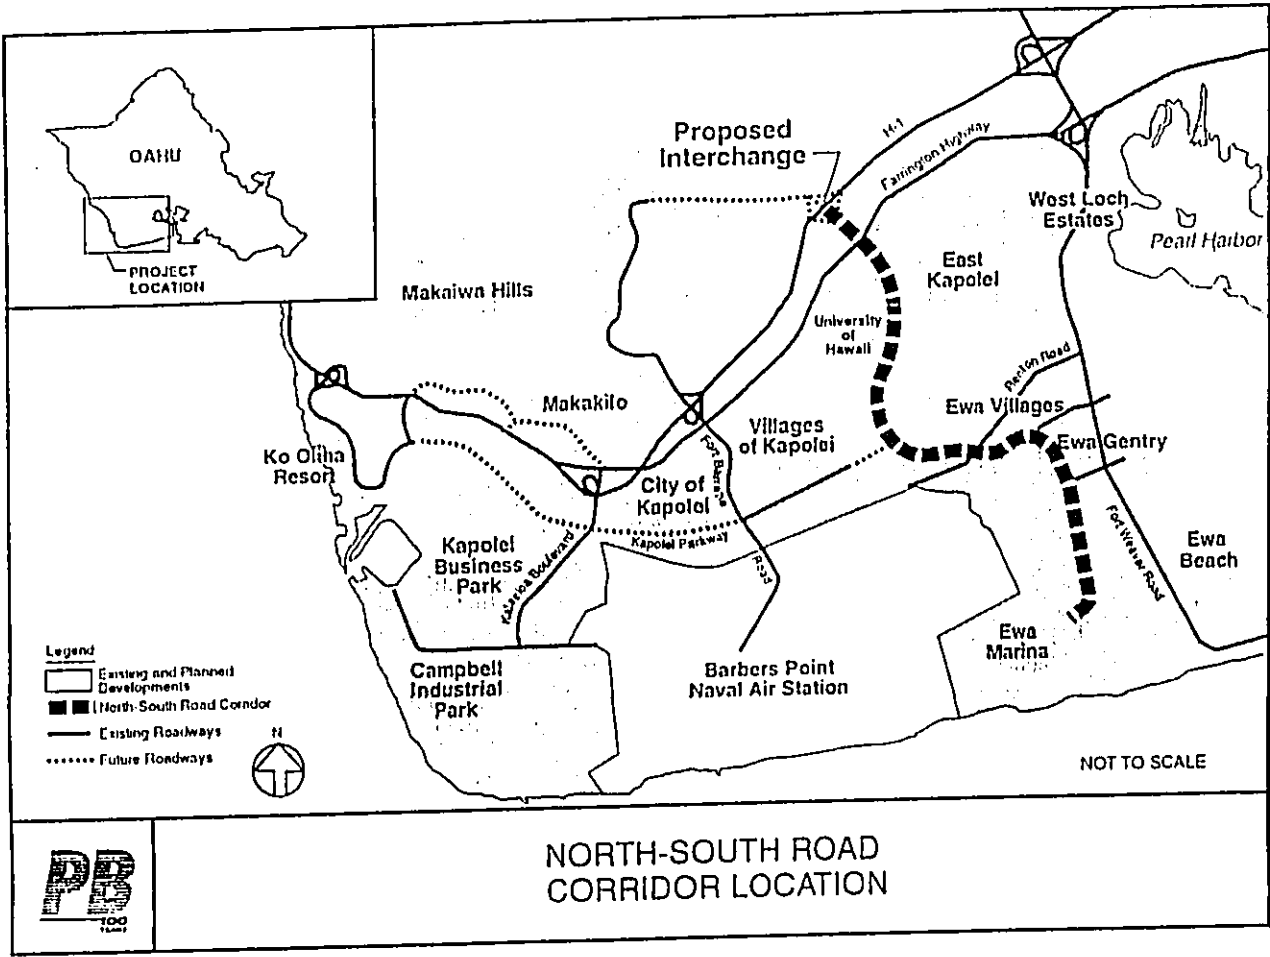 OAHU
PROJECT
LOCATION
Proposed
Interchange
H-1
Farrington Highway
West Loch
Estates
Pearl Harbor
East
Kapolei
Makaiwa Hills
University
of
Hawaii
Renton Road
Makakilo
Villages
of Kapolei
Ewa Villages
Ewa Gentry
Ko Olina
Resort
City of
Kapolei
Fort Barrette
Road
Kapolei Parkway
Kapolei
Business
Park
Kalaeloa Boulevard
Fort Weaver Road
Ewa
Beach
Ewa
Marina
Campbell
Industrial
Park
Barbers Point
Naval Air Station
Legend
Existing and Planned
Developments
North-South Road Corridor
Existing Roadways
Future Roadways
N
NOT TO SCALE
PB
100
YEARS
NORTH-SOUTH ROAD
CORRIDOR LOCATION